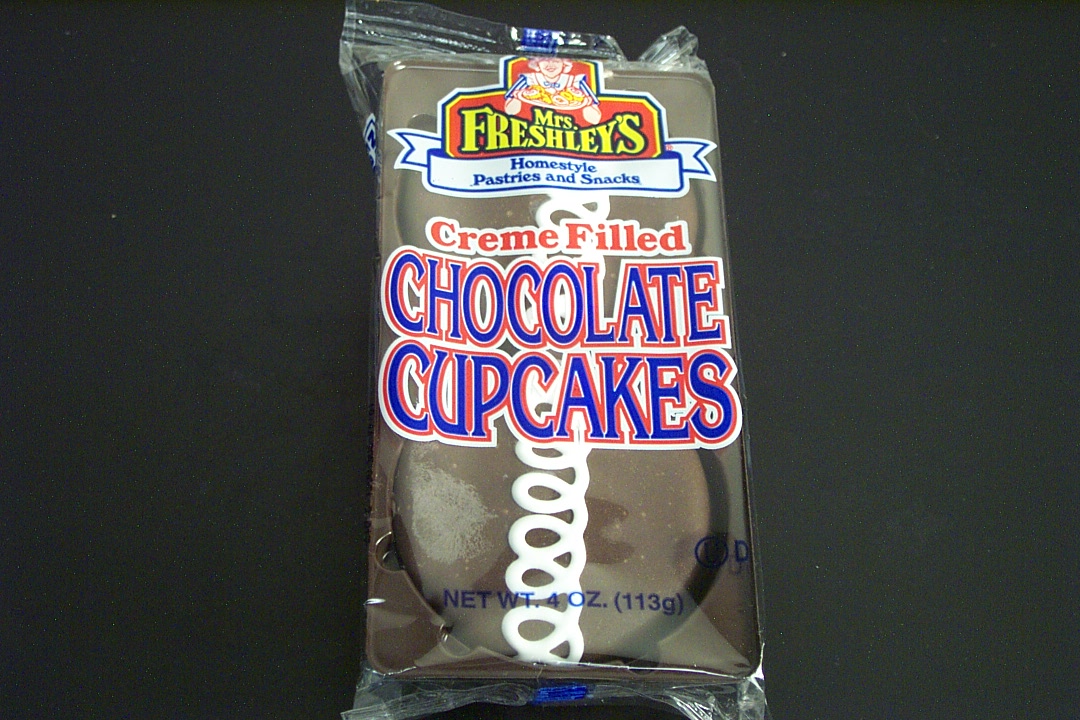 Mrs.
FRESHLEY'S
Homestyle
Pastries and Snacks
Creme Filled
CHOCOLATE
CUPCAKES
U D
NET WT. 4 OZ. (113g)